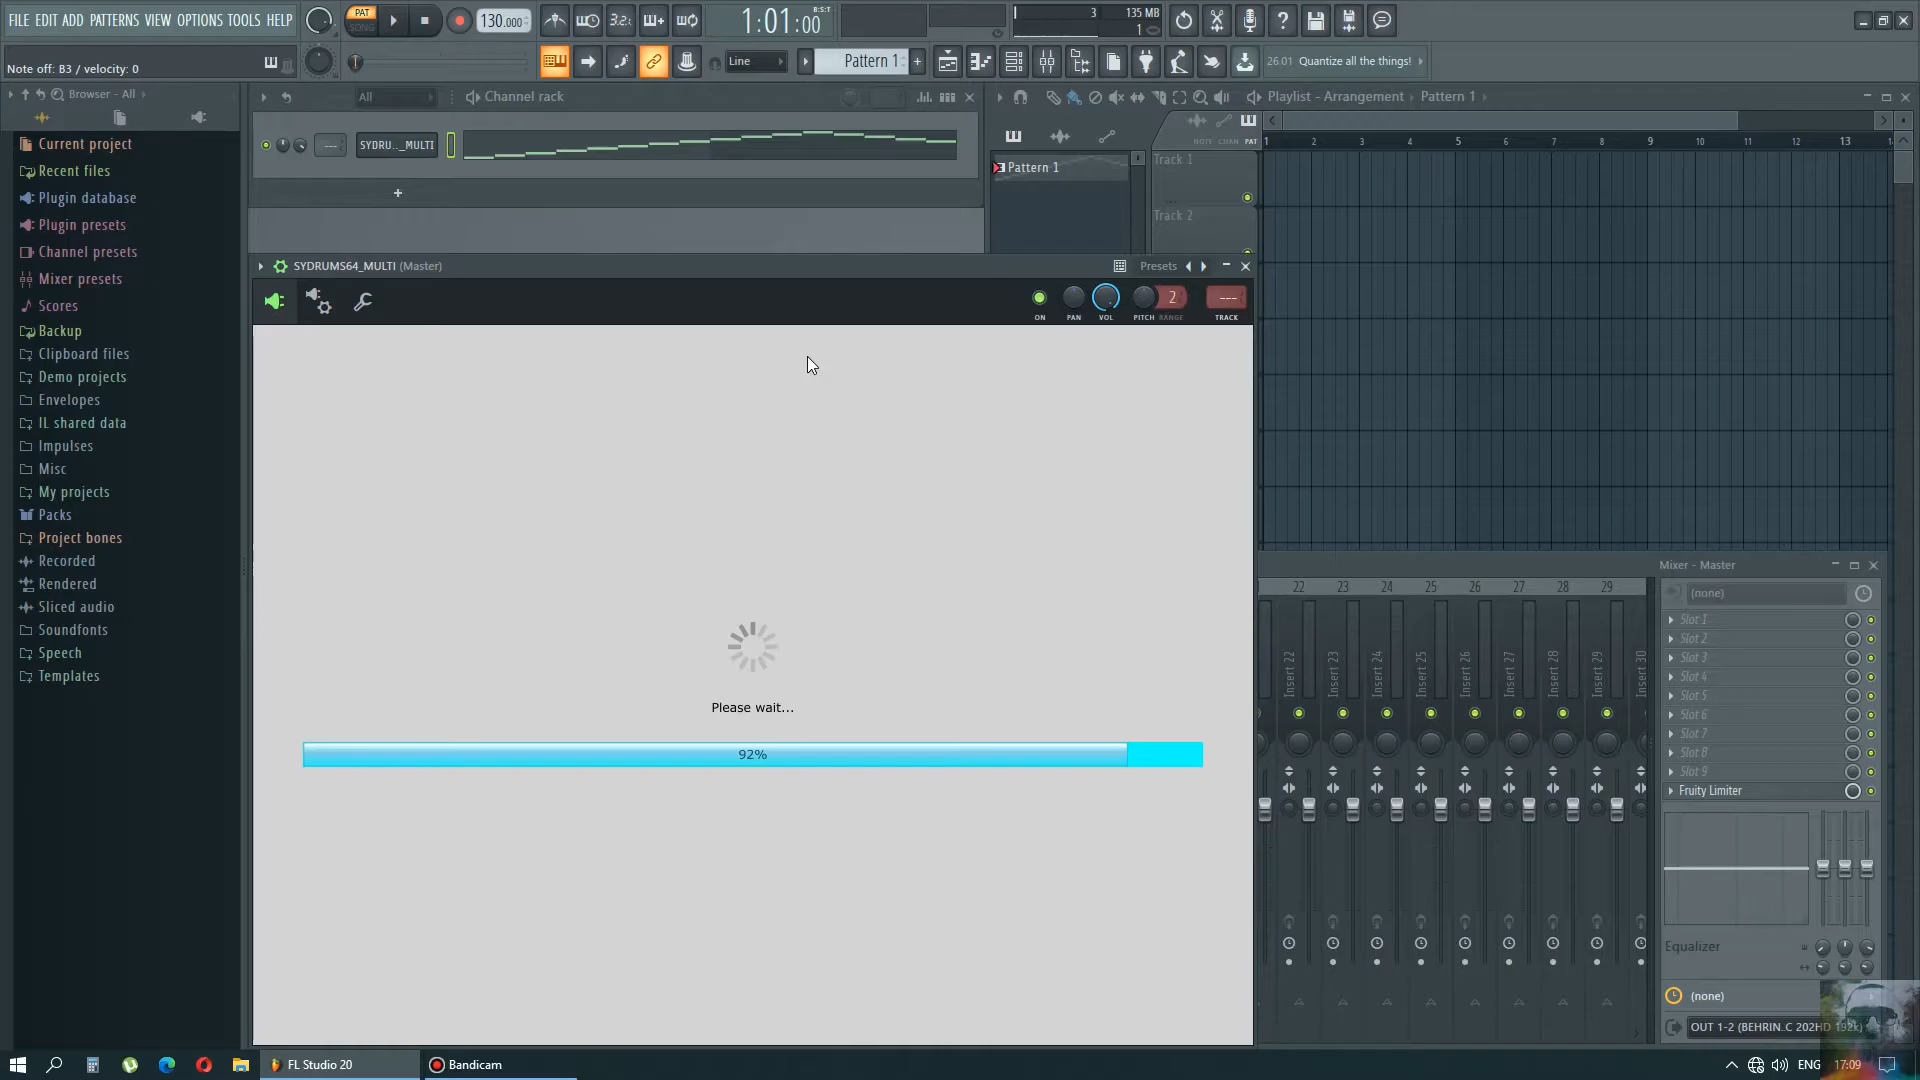 FILE EDIT ADD PATTERNS VIEW OPTIONS TOOLS HELP
PAT
SONG
130.000
3.2.
1:01:00
B:S:T
3
135 MB
1
Note off: B3 / velocity: 0
Line
Pattern 1
+
26.01 Quantize all the things!
Browser - All
All
Channel rack
Playlist - Arrangement
Pattern 1
Current project
Recent files
Plugin database
Plugin presets
Channel presets
Mixer presets
Scores
Backup
Clipboard files
Demo projects
Envelopes
IL shared data
Impulses
Misc
My projects
Packs
Project bones
Recorded
Rendered
Sliced audio
Soundfonts
Speech
Templates
---
SYDRU.._MULTI
+
Pattern 1
NOTE CHAN PAT
1 2 3 4 5 6 7 8 9 10 11 12 13
Track 1
Track 2
SYDRUMS64_MULTI (Master)
Presets
2
---
ON
PAN
VOL
PITCH RANGE
TRACK
Please wait...
92%
22 23 24 25 26 27 28 29
Insert 22
Insert 23
Insert 24
Insert 25
Insert 26
Insert 27
Insert 28
Insert 29
Mixer - Master
(none)
Slot 1
Slot 2
Slot 3
Slot 4
Slot 5
Slot 6
Slot 7
Slot 8
Slot 9
Fruity Limiter
Equalizer
(none)
OUT 1-2 (BEHRIN..C 202HD 192k)
FL Studio 20
Bandicam
ENG
17:09